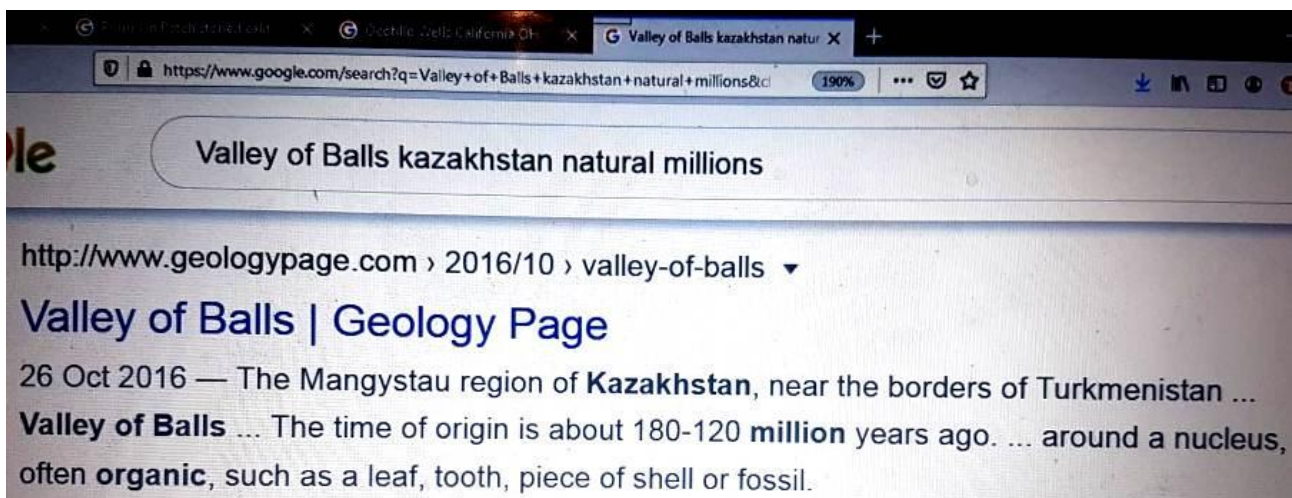 Valley of Balls kazakhstan natur
https://www.google.com/search?q=Valley+of+Balls+kazakhstan+natural+millions&cl 190%
le Valley of Balls kazakhstan natural millions
http://www.geologypage.com › 2016/10 › valley-of-balls
Valley of Balls | Geology Page
26 Oct 2016 — The Mangystau region of Kazakhstan, near the borders of Turkmenistan ...
Valley of Balls ... The time of origin is about 180-120 million years ago. ... around a nucleus,
often organic, such as a leaf, tooth, piece of shell or fossil.